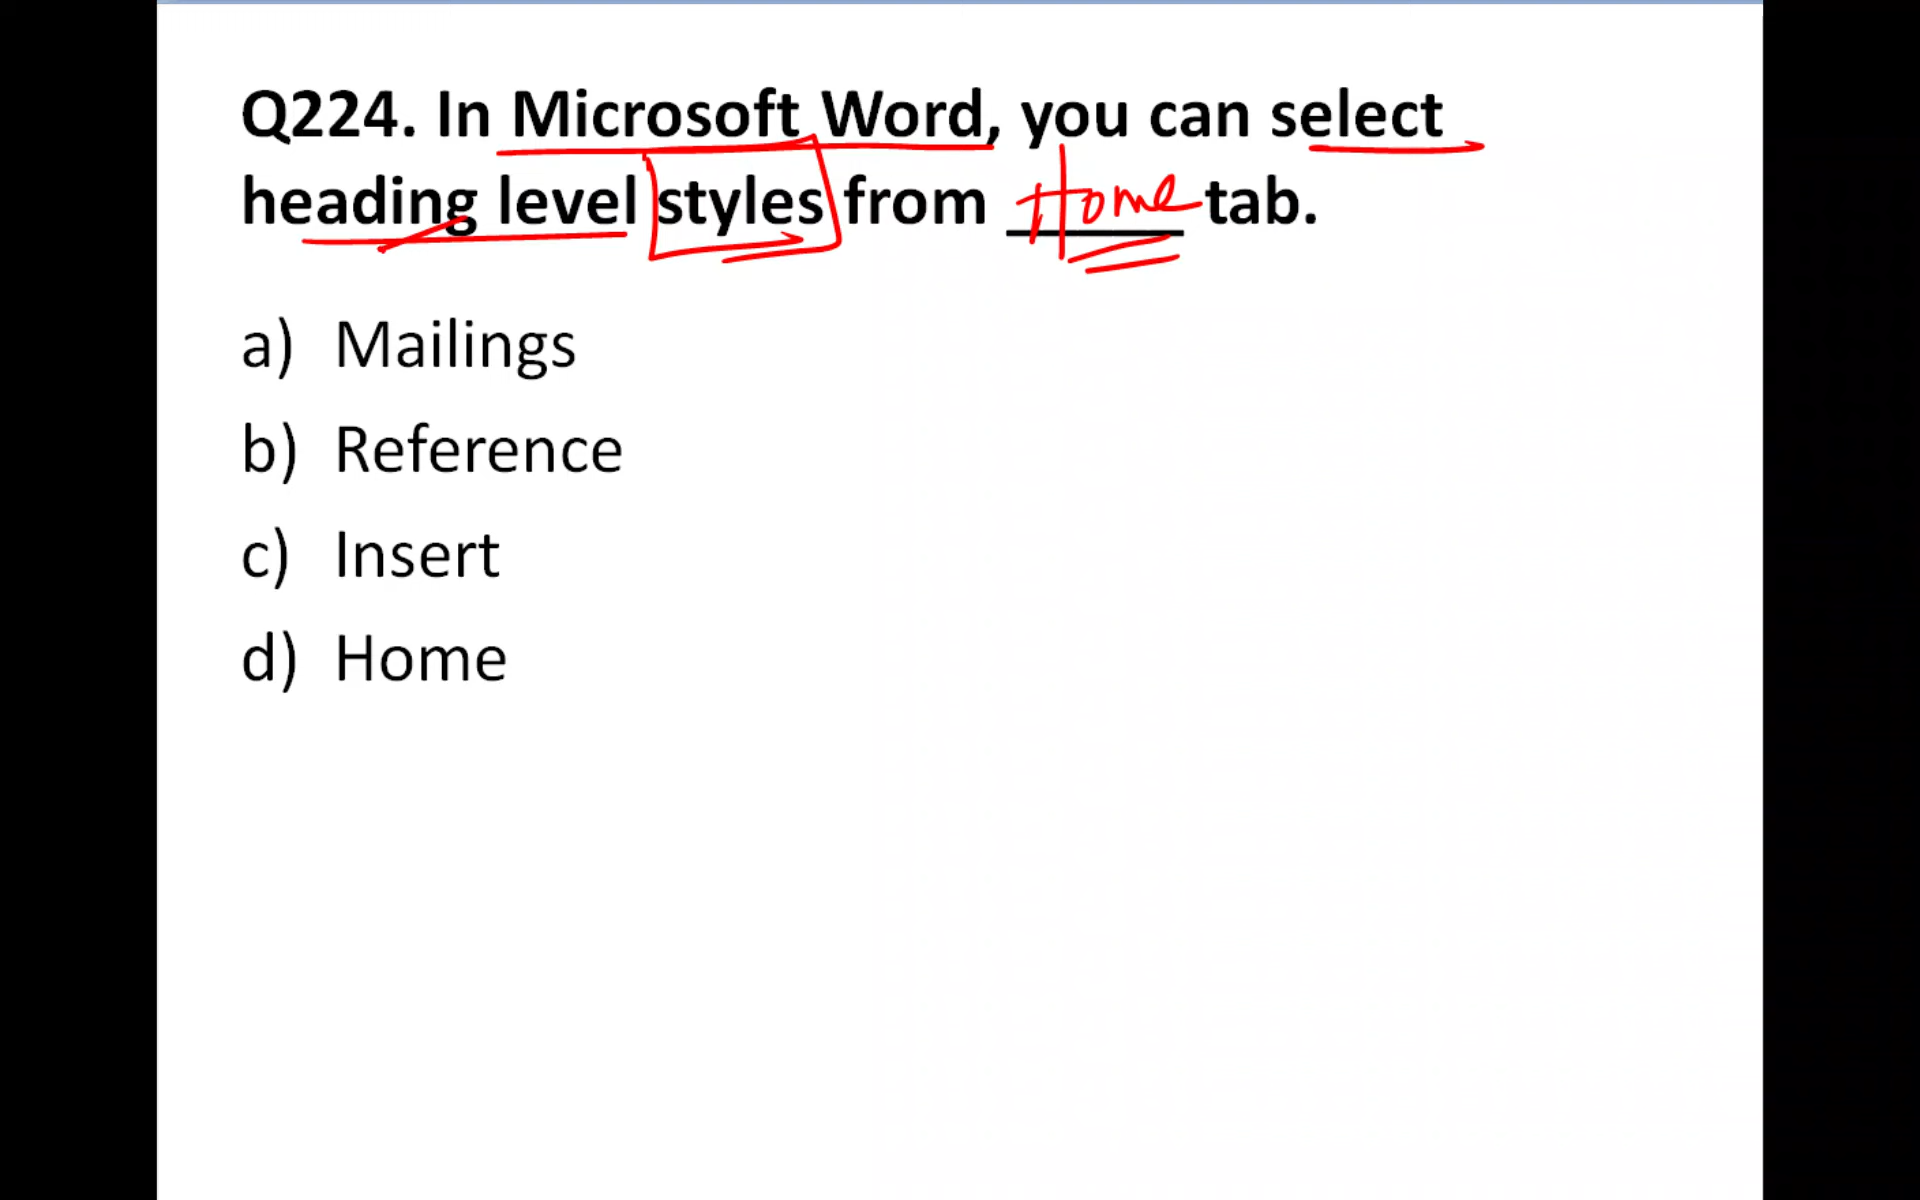 Q224. In Microsoft Word, you can select
heading level styles from Home tab.
a) Mailings
b) Reference
c) Insert
d) Home